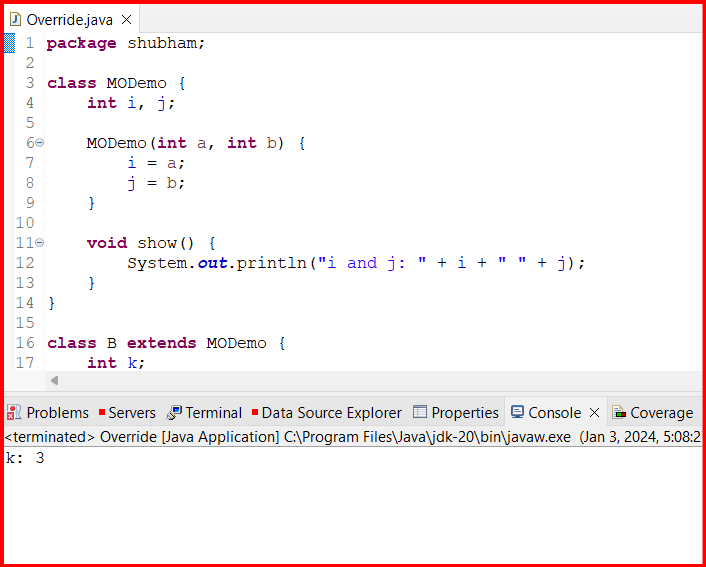 Override.java
1 package shubham;
2
3 class MODemo {
4     int i, j;
5
6     MODemo(int a, int b) {
7         i = a;
8         j = b;
9     }
10
11     void show() {
12         System.out.println("i and j: " + i + " " + j);
13     }
14 }
15
16 class B extends MODemo {
17     int k;
Problems Servers Terminal Data Source Explorer Properties Console Coverage
<terminated> Override [Java Application] C:\Program Files\Java\jdk-20\bin\javaw.exe (Jan 3, 2024, 5:08:2
k: 3